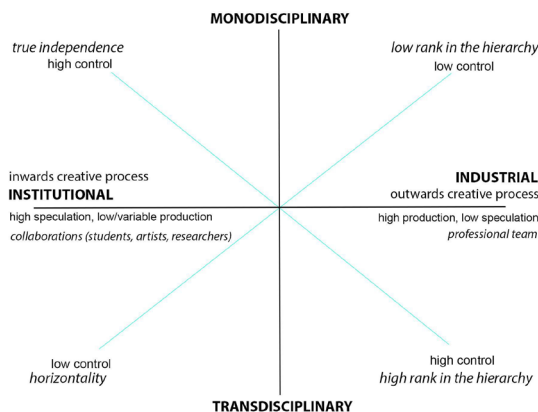 MONODISCIPLINARY
true independence
high control
low rank in the hierarchy
low control
inwards creative process
INSTITUTIONAL
high speculation, low/variable production
collaborations (students, artists, researchers)
INDUSTRIAL
outwards creative process
high production, low speculation
professional team
low control
horizontality
high control
high rank in the hierarchy
TRANSDISCIPLINARY